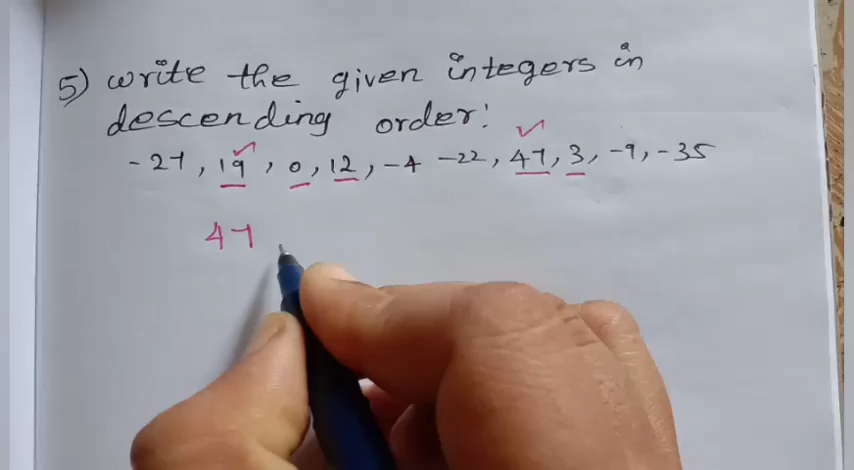 5) write the given integers in
descending order:
-27, 19, 0, 12, -4 -22, 47, 3, -9, -35
47